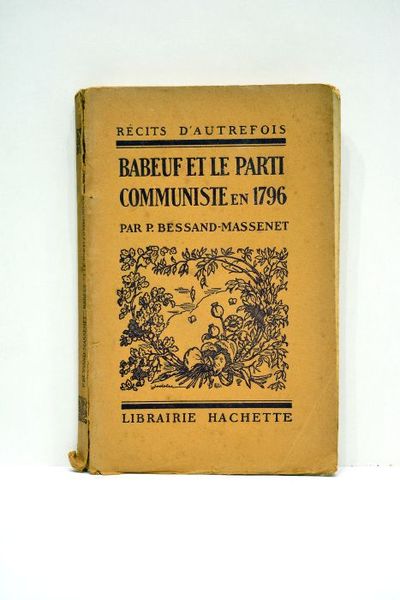 RÉCITS D'AUTREFOIS
BABEUF ET LE PARTI
COMMUNISTE EN 1796
PAR P. BESSAND-MASSENET
LIBRAIRIE HACHETTE